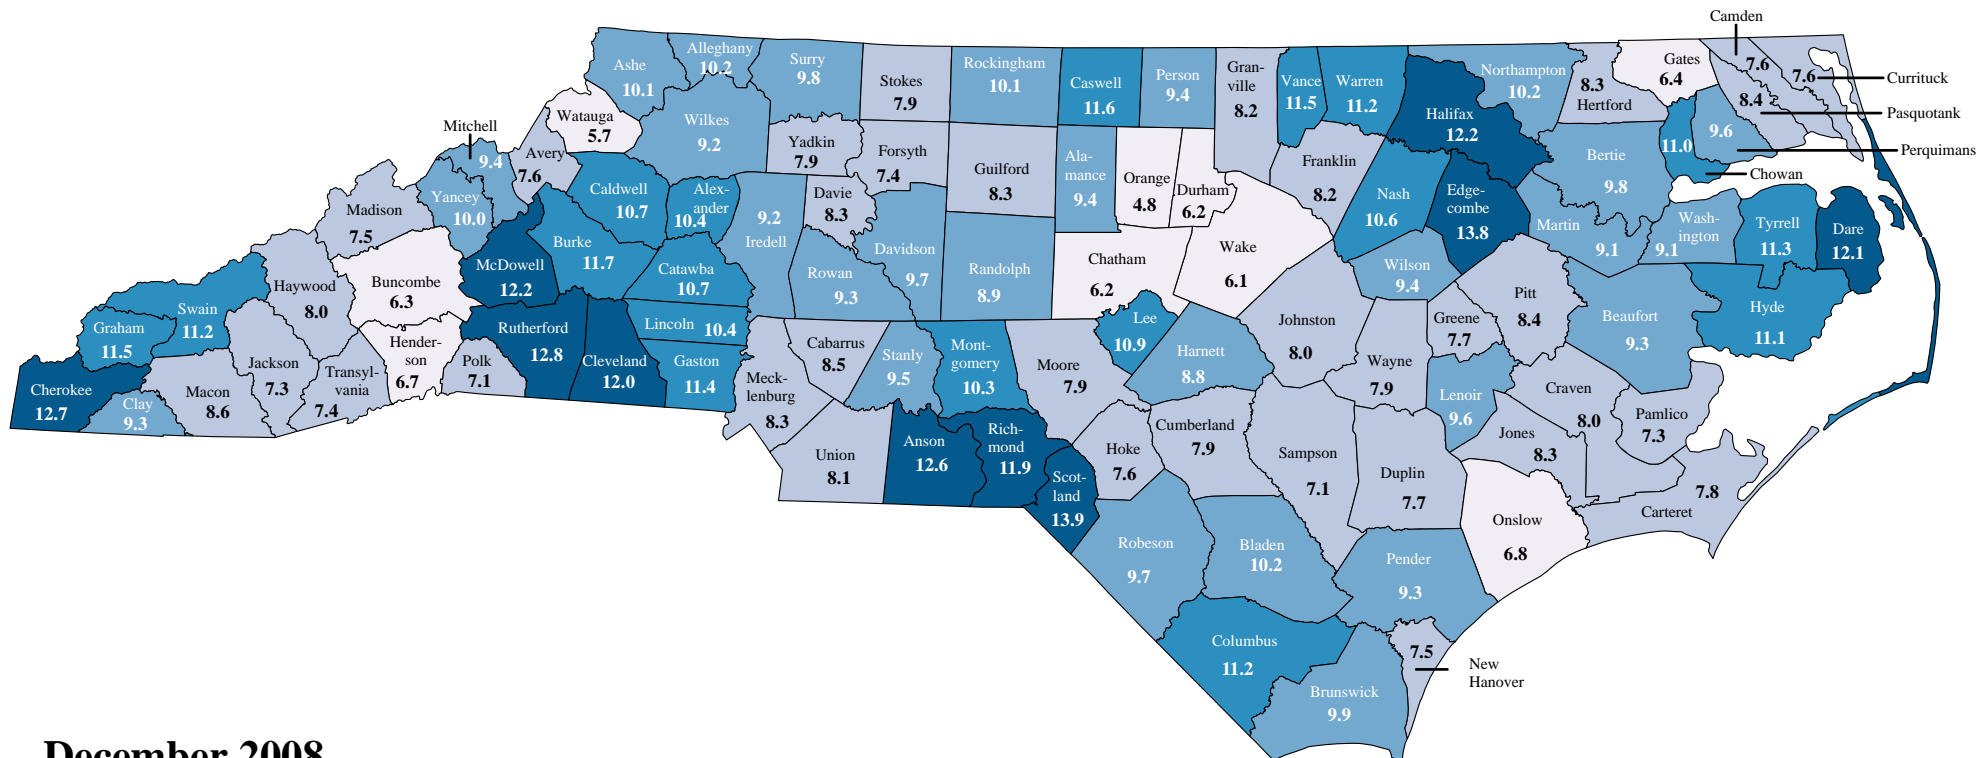 Camden
Alleghany
10.2
Surry
9.8
Ashe
10.1
Stokes
7.9
Rockingham
10.1
Caswell
11.6
Person
9.4
Gran-
ville
8.2
Vance
11.5
Warren
11.2
Northampton
10.2
8.3
Hertford
Gates
6.4
7.6
7.6
Currituck
8.4
Pasquotank
Watauga
5.7
Wilkes
9.2
Halifax
12.2
9.6
Perquimans
Mitchell
9.4
Avery
7.6
Yadkin
7.9
Forsyth
7.4
Guilford
8.3
Ala-
mance
9.4
Orange
4.8
Durham
6.2
Franklin
8.2
Nash
10.6
Edge-
combe
13.8
Bertie
9.8
11.0
Chowan
Yancey
10.0
Caldwell
10.7
Alex-
ander
10.4
9.2
Iredell
Davie
8.3
Madison
7.5
Burke
11.7
McDowell
12.2
Catawba
10.7
Rowan
9.3
Davidson
9.7
Randolph
8.9
Chatham
6.2
Wake
6.1
Wilson
9.4
Martin
9.1
Wash-
ington
9.1
Tyrrell
11.3
Dare
12.1
Buncombe
6.3
Haywood
8.0
Swain
11.2
Graham
11.5
Rutherford
12.8
Lincoln 10.4
Lee
10.9
Johnston
8.0
Greene
7.7
Pitt
8.4
Beaufort
9.3
Hyde
11.1
Cherokee
12.7
Clay
9.3
Macon
8.6
Jackson
7.3
Transyl-
vania
7.4
Hender-
son
6.7
Polk
7.1
Cleveland
12.0
Gaston
11.4
Meck-
lenburg
8.3
Cabarrus
8.5
Stanly
9.5
Mont-
gomery
10.3
Moore
7.9
Harnett
8.8
Wayne
7.9
Lenoir
9.6
Craven
8.0
Pamlico
7.3
Jones
8.3
Union
8.1
Anson
12.6
Rich-
mond
11.9
Scot-
land
13.9
Hoke
7.6
Cumberland
7.9
Sampson
7.1
Duplin
7.7
Onslow
6.8
7.8
Carteret
Robeson
9.7
Bladen
10.2
Pender
9.3
Columbus
11.2
7.5
New
Hanover
Brunswick
9.9
December 2008